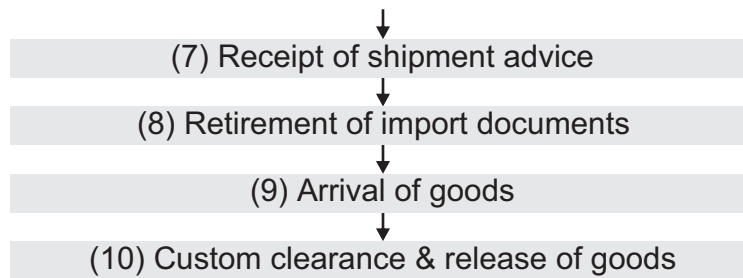 (7) Receipt of shipment advice
(8) Retirement of import documents
(9) Arrival of goods
(10) Custom clearance & release of goods